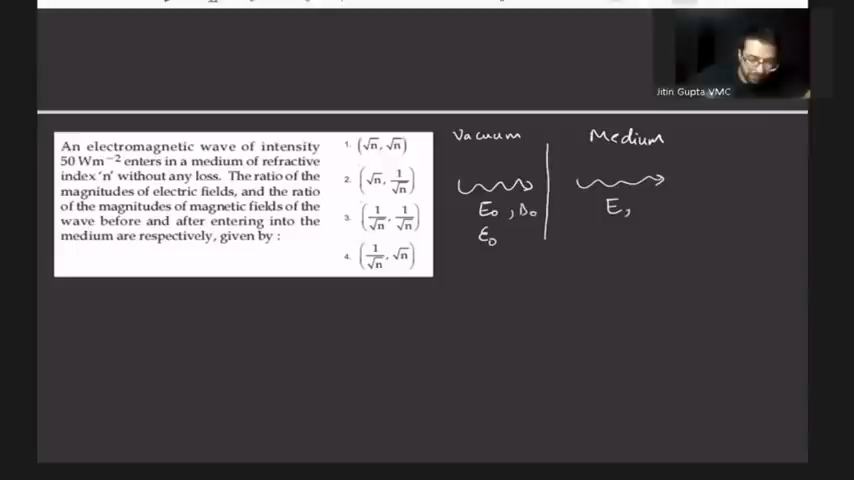 Jitin Gupta VMC
An electromagnetic wave of intensity
50 Wm⁻² enters in a medium of refractive
index 'n' without any loss. The ratio of the
magnitudes of electric fields, and the ratio
of the magnitudes of magnetic fields of the
wave before and after entering into the
medium are respectively, given by :
1. (√n, √n)
2. (√n, 1/√n)
3. (1/√n, 1/√n)
4. (1/√n, √n)
Vacuum
Medium
E₀, B₀
ε₀
E,